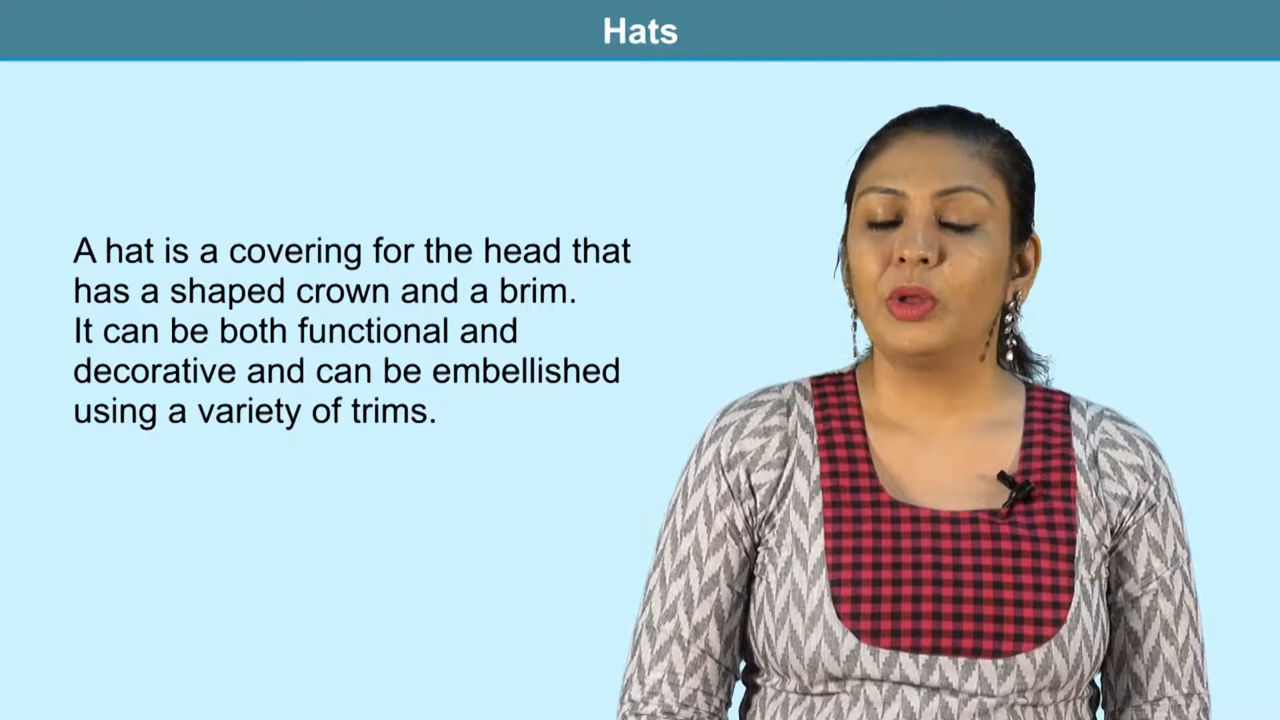 Hats
A hat is a covering for the head that
has a shaped crown and a brim.
It can be both functional and
decorative and can be embellished
using a variety of trims.